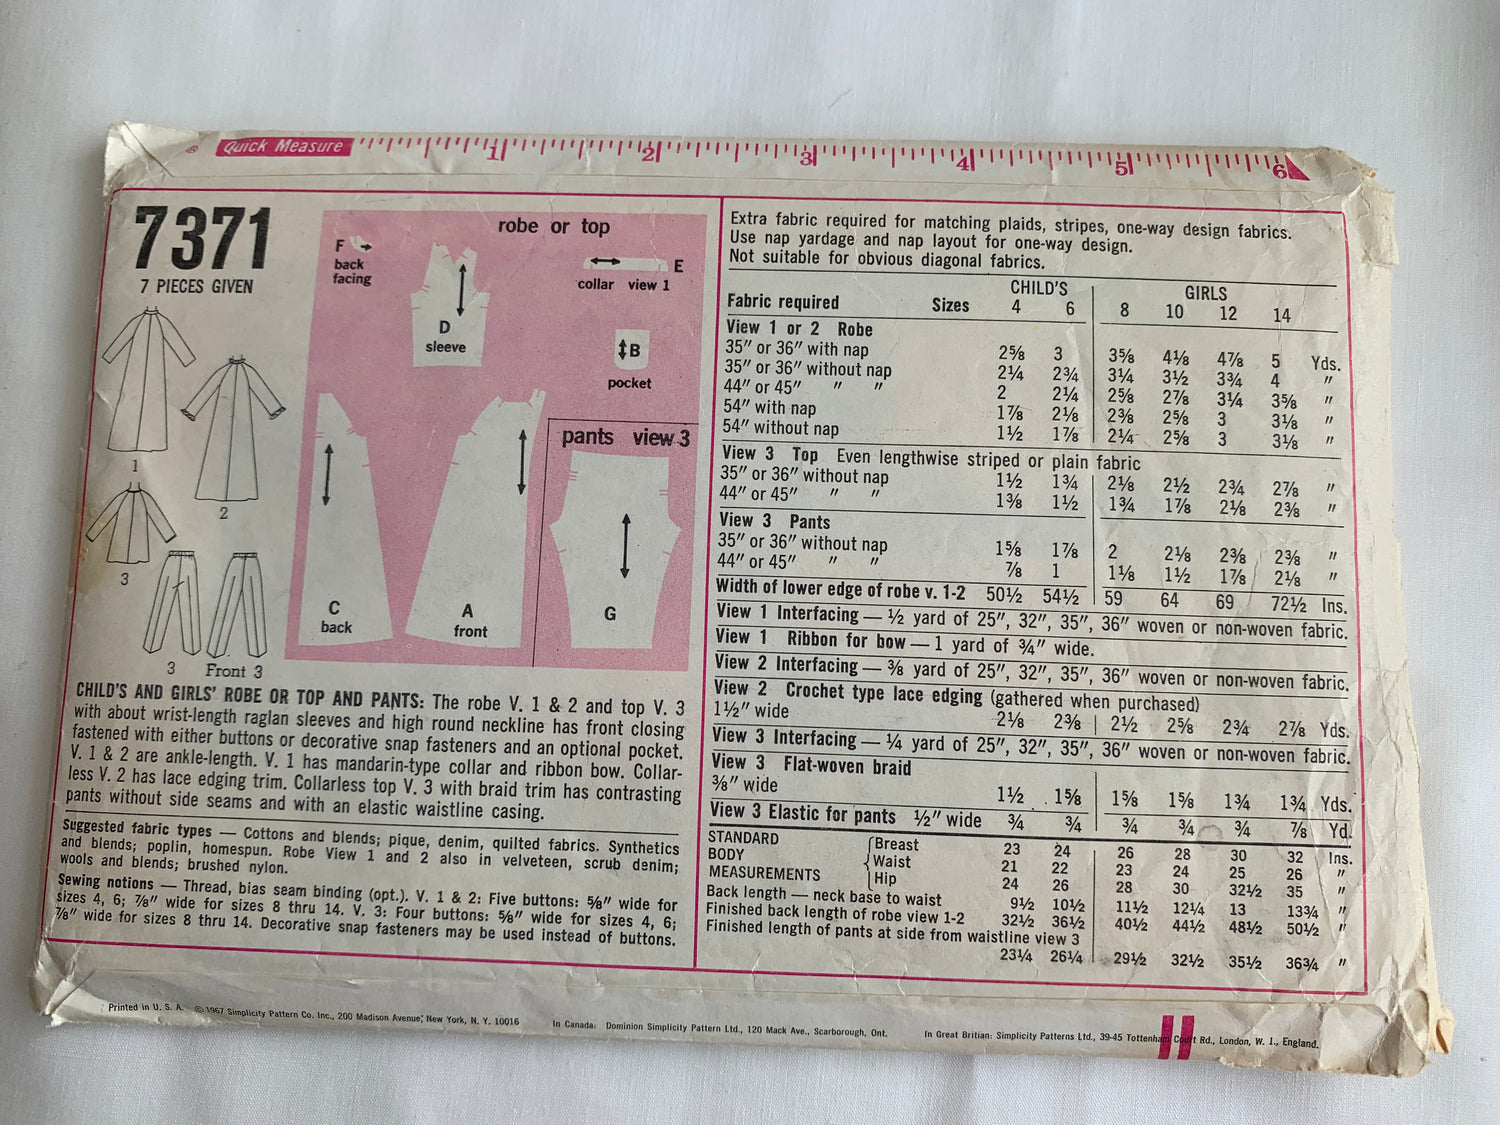 ® Quick Measure 1 2 3 4 5 6
7371
7 PIECES GIVEN
1
2
3
3 Front 3
robe or top
F
back
facing
D
sleeve
E
collar view 1
B
pocket
C
back
A
front
pants view 3
G
CHILD'S AND GIRLS' ROBE OR TOP AND PANTS: The robe V. 1 & 2 and top V. 3
with about wrist-length raglan sleeves and high round neckline has front closing
fastened with either buttons or decorative snap fasteners and an optional pocket.
V. 1 & 2 are ankle-length. V. 1 has mandarin-type collar and ribbon bow. Collar-
less V. 2 has lace edging trim. Collarless top V. 3 with braid trim has contrasting
pants without side seams and with an elastic waistline casing.
Suggested fabric types — Cottons and blends; pique, denim, quilted fabrics. Synthetics
and blends; poplin, homespun. Robe View 1 and 2 also in velveteen, scrub denim;
wools and blends; brushed nylon.
Sewing notions — Thread, bias seam binding (opt.). V. 1 & 2: Five buttons: ⅝" wide for
sizes 4, 6; ⅞" wide for sizes 8 thru 14. V. 3: Four buttons: ⅝" wide for sizes 4, 6;
⅞" wide for sizes 8 thru 14. Decorative snap fasteners may be used instead of buttons.
Extra fabric required for matching plaids, stripes, one-way design fabrics.
Use nap yardage and nap layout for one-way design.
Not suitable for obvious diagonal fabrics.
CHILD'S GIRLS
Fabric required Sizes 4 6 8 10 12 14
View 1 or 2 Robe
35" or 36" with nap 2⅝ 3 3⅝ 4⅛ 4⅞ 5 Yds.
35" or 36" without nap 2¼ 2¾ 3¼ 3½ 3¾ 4 "
44" or 45" " " 2 2¼ 2⅝ 2⅞ 3¼ 3⅝ "
54" with nap 1⅞ 2⅛ 2⅜ 2⅝ 3 3⅛ "
54" without nap 1½ 1⅞ 2¼ 2⅝ 3 3⅛ "
View 3 Top Even lengthwise striped or plain fabric
35" or 36" without nap 1½ 1¾ 2⅛ 2½ 2¾ 2⅞ "
44" or 45" " " 1⅜ 1½ 1¾ 1⅞ 2⅛ 2⅜ "
View 3 Pants
35" or 36" without nap 1⅝ 1⅞ 2 2⅛ 2⅜ 2⅜ "
44" or 45" " " ⅞ 1 1⅛ 1½ 1⅞ 2⅛ "
Width of lower edge of robe v. 1-2 50½ 54½ 59 64 69 72½ Ins.
View 1 Interfacing — ½ yard of 25", 32", 35", 36" woven or non-woven fabric.
View 1 Ribbon for bow — 1 yard of ¾" wide.
View 2 Interfacing — ⅜ yard of 25", 32", 35", 36" woven or non-woven fabric.
View 2 Crochet type lace edging (gathered when purchased)
1½" wide 2⅛ 2⅜ 2½ 2⅝ 2¾ 2⅞ Yds.
View 3 Interfacing — ¼ yard of 25", 32", 35", 36" woven or non-woven fabric.
View 3 Flat-woven braid
⅜" wide 1½ 1⅝ 1⅝ 1⅝ 1¾ 1¾ Yds.
View 3 Elastic for pants ½" wide ¾ ¾ ¾ ¾ ¾ ⅞ Yd.
STANDARD Breast 23 24 26 28 30 32 Ins.
BODY Waist 21 22 23 24 25 26 "
MEASUREMENTS Hip 24 26 28 30 32½ 35 "
Back length — neck base to waist 9½ 10½ 11½ 12¼ 13 13¾ "
Finished back length of robe view 1-2 32½ 36½ 40½ 44½ 48½ 50½ "
Finished length of pants at side from waistline view 3
23¼ 26¼ 29½ 32½ 35½ 36¾ "
Printed in U. S. A. © 1967 Simplicity Pattern Co. Inc., 200 Madison Avenue, New York, N. Y. 10016 In Canada: Dominion Simplicity Pattern Ltd., 120 Mack Ave., Scarborough, Ont. In Great Britian: Simplicity Patterns Ltd., 39-45 Tottenham Court Rd., London, W. 1., England.